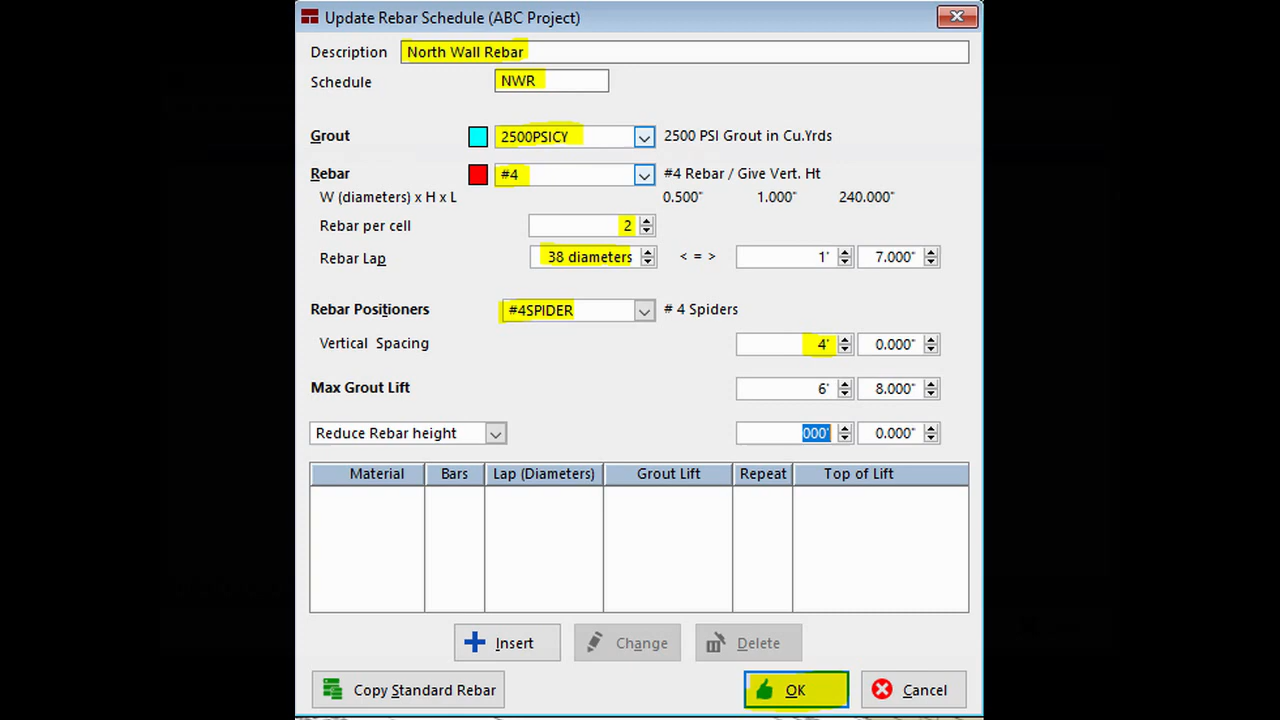 Update Rebar Schedule (ABC Project)
Description North Wall Rebar
Schedule NWR
Grout 2500PSICY 2500 PSI Grout in Cu.Yrds
Rebar #4 #4 Rebar / Give Vert. Ht
W (diameters) x H x L 0.500" 1.000" 240.000"
Rebar per cell 2
Rebar Lap 38 diameters < = > 1' 7.000"
Rebar Positioners #4SPIDER # 4 Spiders
Vertical Spacing 4' 0.000"
Max Grout Lift 6' 8.000"
Reduce Rebar height 000' 0.000"
Material Bars Lap (Diameters) Grout Lift Repeat Top of Lift
Insert Change Delete
Copy Standard Rebar OK Cancel